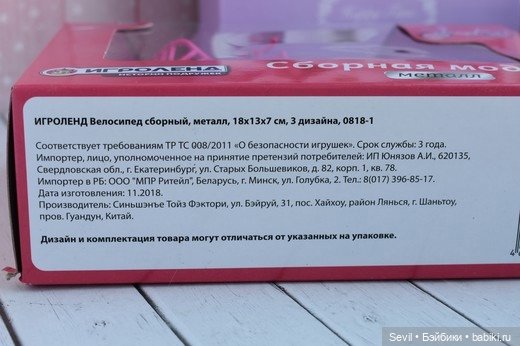 ИГРОЛЕНД
ИСТОРИИ ПОДРУЖЕК
Сборная мод
металл
ИГРОЛЕНД Велосипед сборный, металл, 18х13х7 см, 3 дизайна, 0818-1
Соответствует требованиям ТР ТС 008/2011 «О безопасности игрушек». Срок службы: 3 года.
Импортер, лицо, уполномоченное на принятие претензий потребителей: ИП Юнязов А.И., 620135,
Свердловская обл., г. Екатеринбург, ул. Старых Большевиков, д. 82, корп. 1, кв. 78.
Импортер в РБ: ООО "МПР Ритейл", Беларусь, г. Минск, ул. Голубка, 2. Тел.: 8(017) 396-85-17.
Дата изготовления: 11.2018.
Производитель: Синьшэнъе Тойз Фэктори, ул. Бэйруй, 31, пос. Хайхоу, район Лянься, г. Шаньтоу,
пров. Гуандун, Китай.
Дизайн и комплектация товара могут отличаться от указанных на упаковке.
Sevil • Бэйбики • babiki.ru